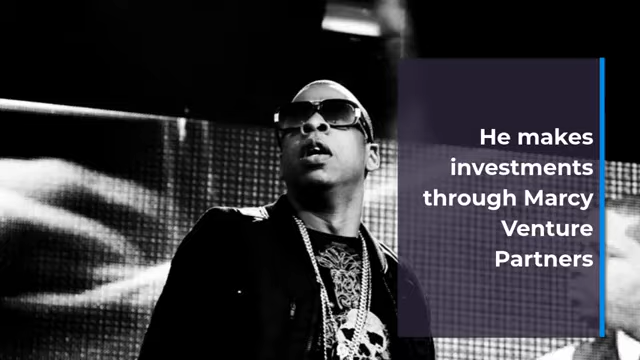 He makes
investments
through Marcy
Venture
Partners